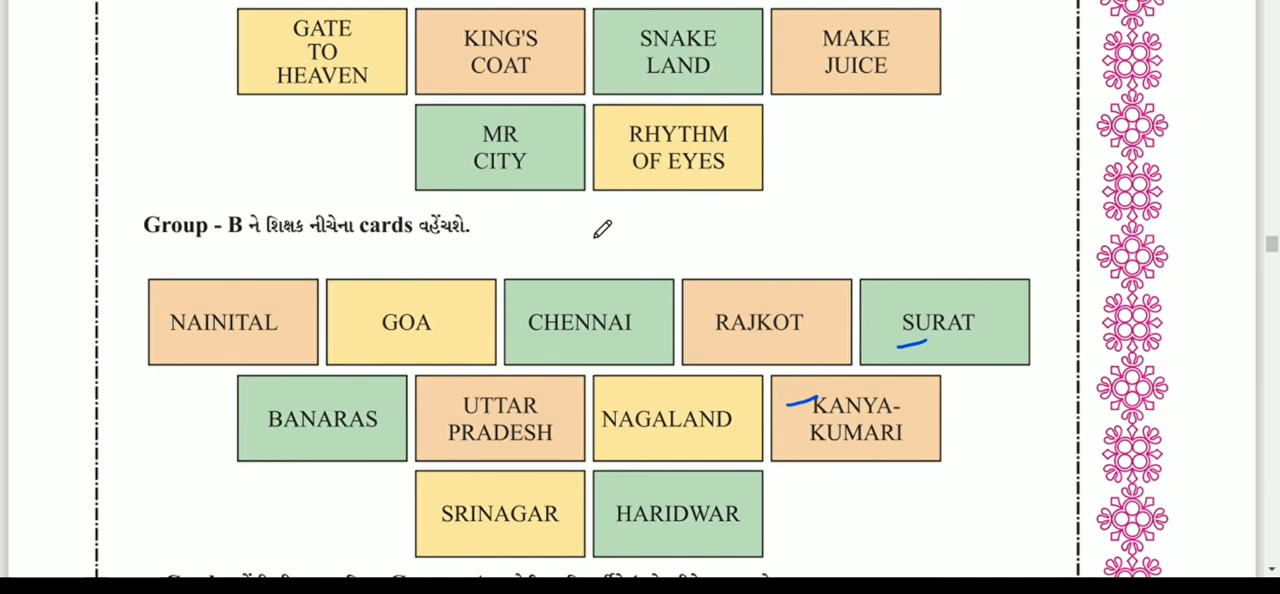 GATE
TO
HEAVEN
KING'S
COAT
SNAKE
LAND
MAKE
JUICE
MR
CITY
RHYTHM
OF EYES
Group - B ને શિક્ષક નીચેના cards વહેંચશે.
NAINITAL
GOA
CHENNAI
RAJKOT
SURAT
BANARAS
UTTAR
PRADESH
NAGALAND
KANYA-
KUMARI
SRINAGAR
HARIDWAR